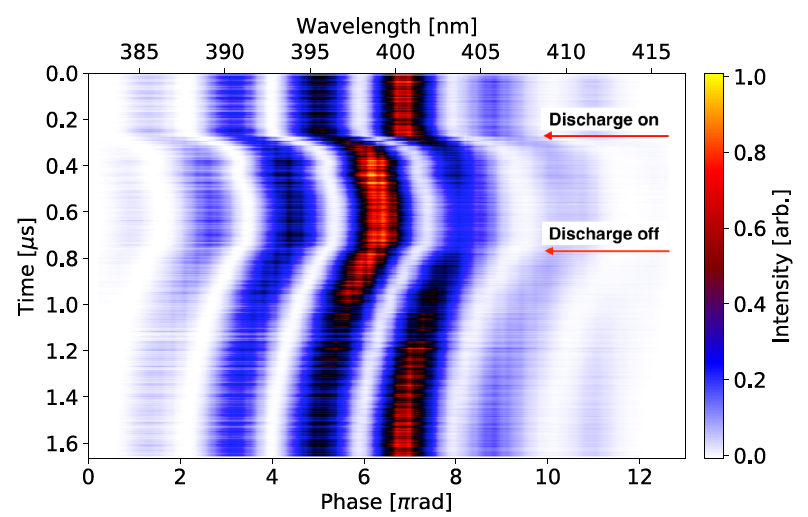 Wavelength [nm]
385 390 395 400 405 410 415
0.0
0.2
0.4
0.6
0.8
1.0
1.2
1.4
1.6
Time [μs]
Discharge on
Discharge off
0 2 4 6 8 10 12
Phase [πrad]
1.0
0.8
0.6
0.4
0.2
0.0
Intensity [arb.]